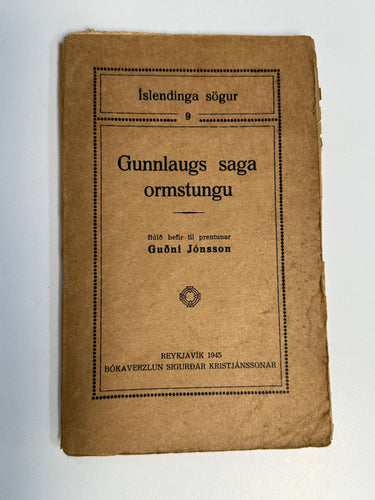 Íslendinga sögur
9
Gunnlaugs saga
ormstungu
Búið hefir til prentunar
Guðni Jónsson
REYKJAVÍK 1945
BÓKAVERZLUN SIGURÐAR KRISTJÁNSSONAR